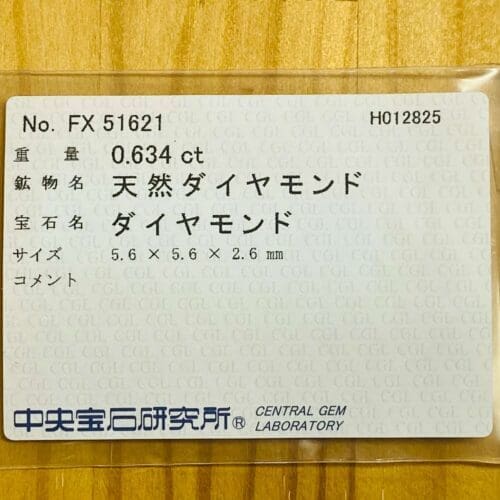 No. FX 51621 H012825
重量 0.634 ct
鉱物名 天然ダイヤモンド
宝石名 ダイヤモンド
サイズ 5.6 × 5.6 × 2.6 mm
コメント
中央宝石研究所® CENTRAL GEM
LABORATORY